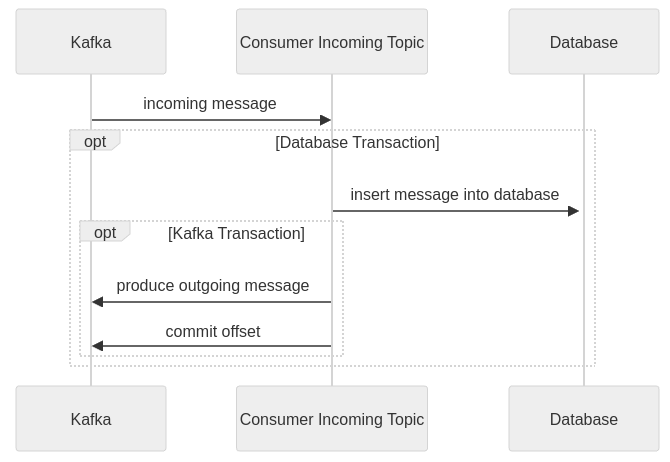 Kafka
Consumer Incoming Topic
Database
incoming message
opt
[Database Transaction]
insert message into database
opt
[Kafka Transaction]
produce outgoing message
commit offset
Kafka
Consumer Incoming Topic
Database